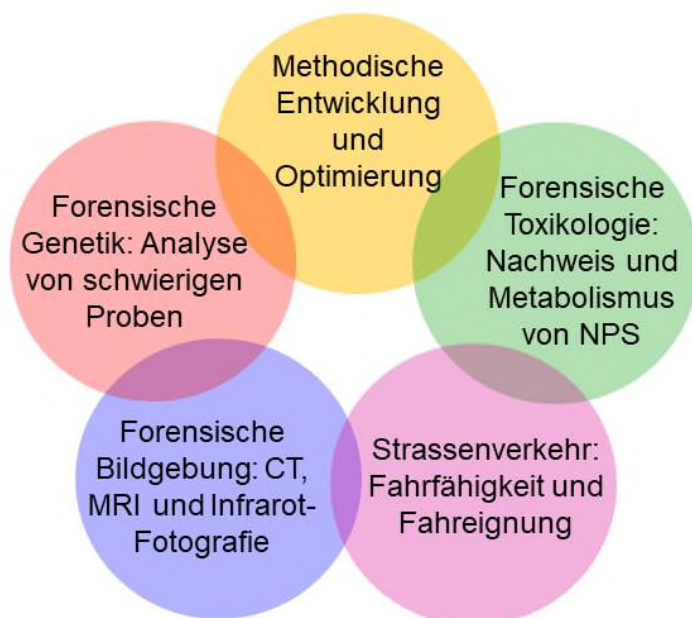 Methodische
Entwicklung
und
Optimierung
Forensische
Genetik: Analyse
von schwierigen
Proben
Forensische
Toxikologie:
Nachweis und
Metabolismus
von NPS
Forensische
Bildgebung: CT,
MRI und Infrarot-
Fotografie
Strassenverkehr:
Fahrfähigkeit und
Fahreignung